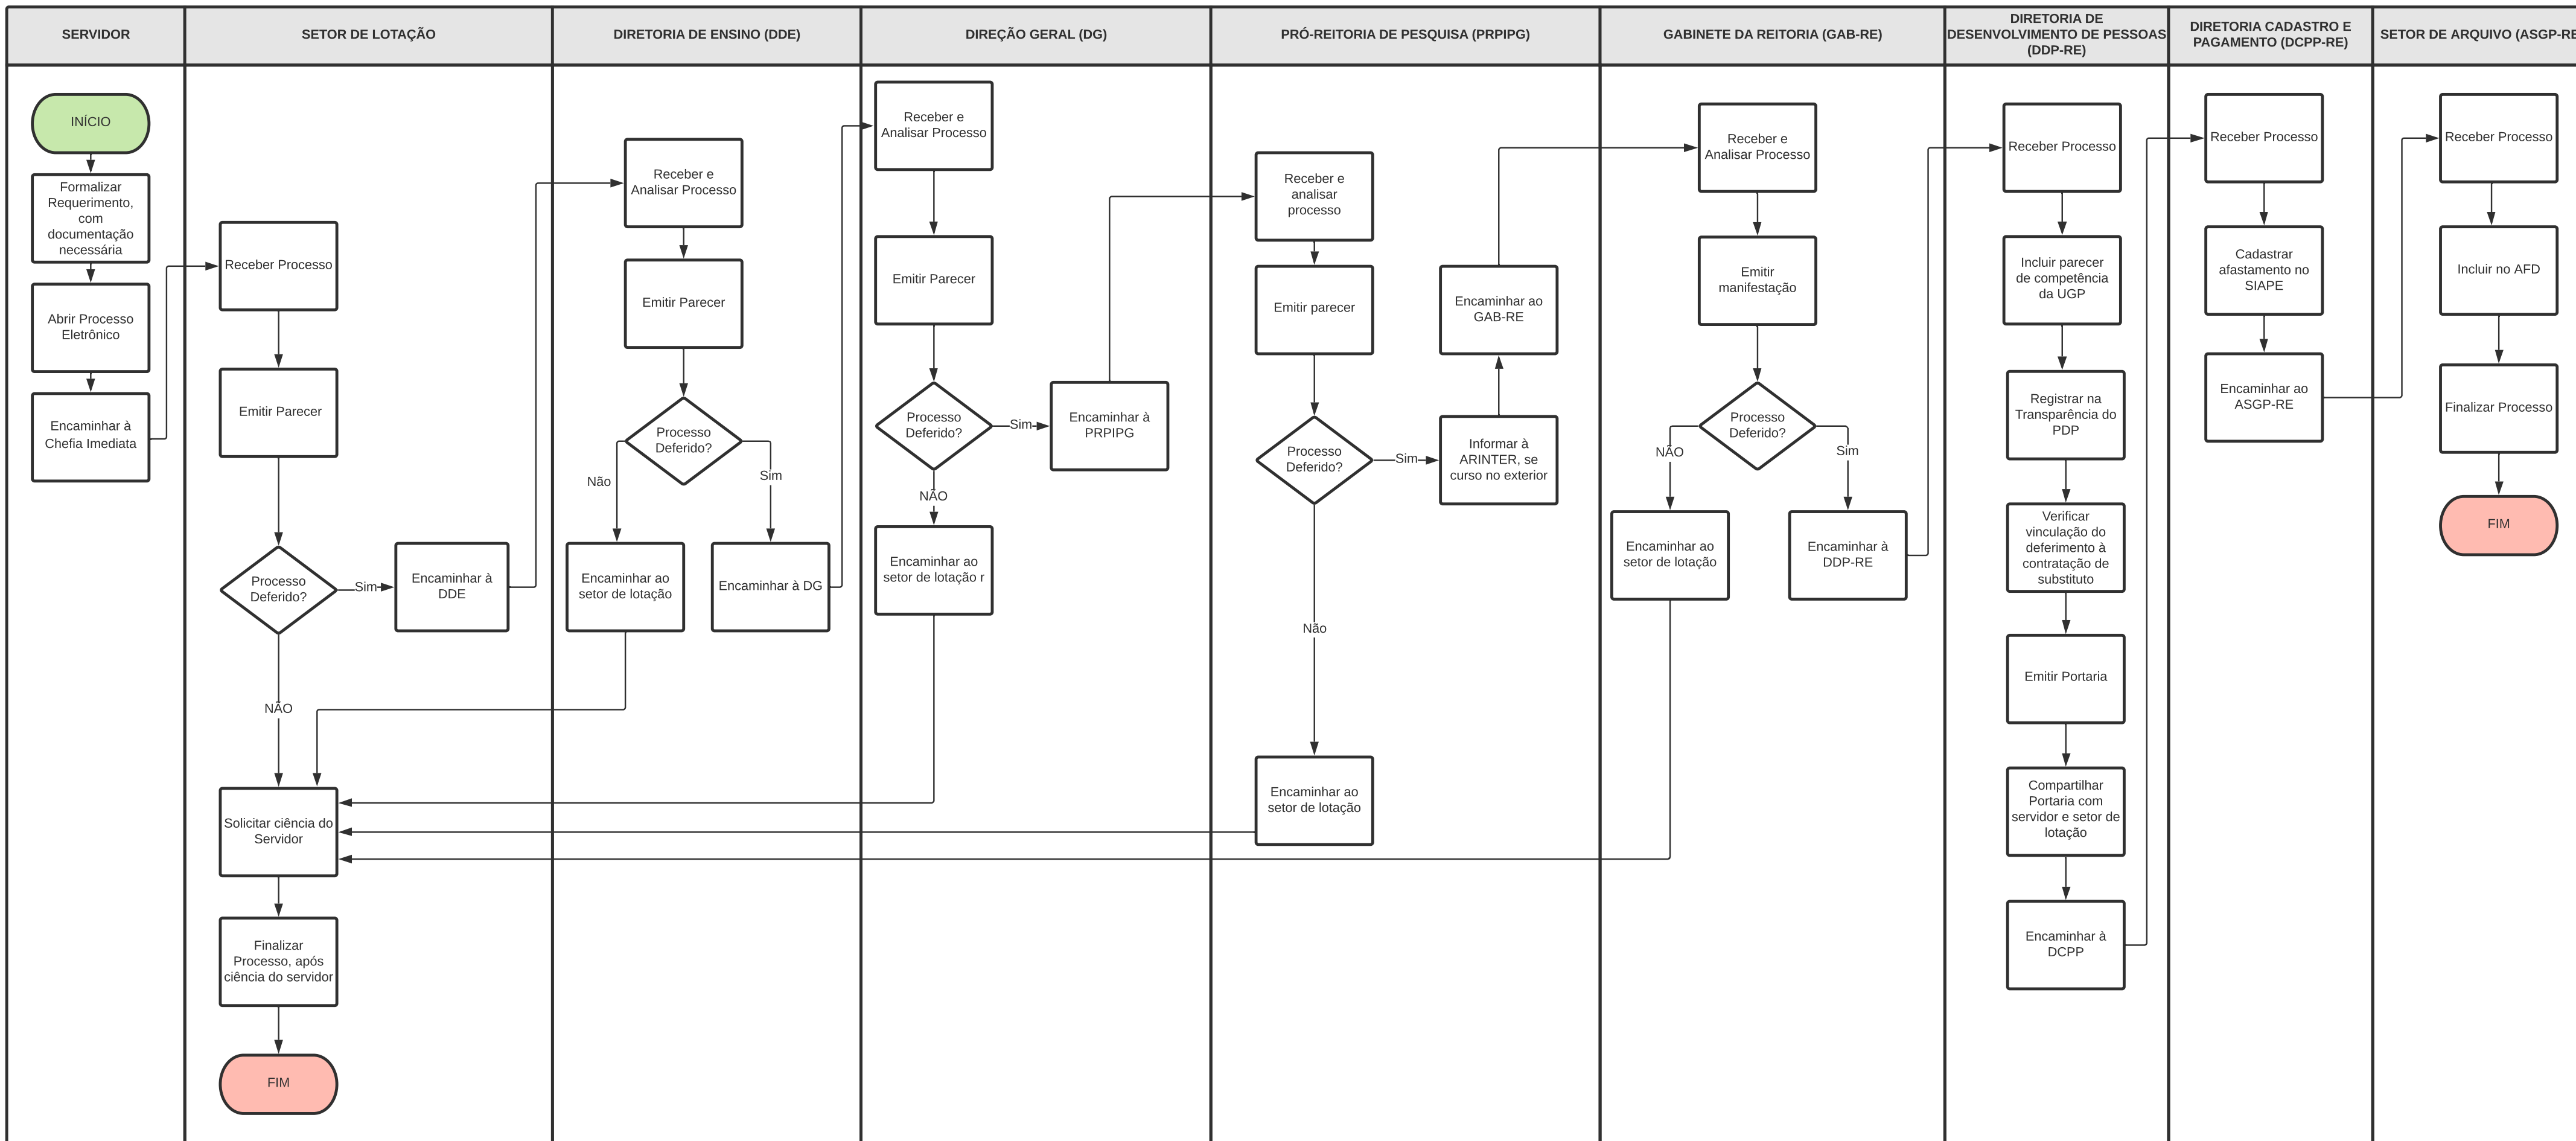 SERVIDOR
SETOR DE LOTAÇÃO
DIRETORIA DE ENSINO (DDE)
DIREÇÃO GERAL (DG)
PRÓ-REITORIA DE PESQUISA (PRPIPG)
GABINETE DA REITORIA (GAB-RE)
DIRETORIA DE
DESENVOLVIMENTO DE PESSOAS
(DDP-RE)
DIRETORIA CADASTRO E
PAGAMENTO (DCPP-RE)
SETOR DE ARQUIVO (ASGP-RE
INÍCIO
Formalizar
Requerimento,
com
documentação
necessária
Abrir Processo
Eletrônico
Encaminhar à
Chefia Imediata
Receber Processo
Emitir Parecer
Processo
Deferido?
Sim
Encaminhar à
DDE
NÃO
Solicitar ciência do
Servidor
Finalizar
Processo, após
ciência do servidor
FIM
Receber e
Analisar Processo
Emitir Parecer
Processo
Deferido?
Não
Sim
Encaminhar ao
setor de lotação
Encaminhar à DG
Receber e
Analisar Processo
Emitir Parecer
Processo
Deferido?
Sim
Encaminhar à
PRPIPG
NÃO
Encaminhar ao
setor de lotação r
Receber e
analisar
processo
Emitir parecer
Processo
Deferido?
Sim
Informar à
ARINTER, se
curso no exterior
Encaminhar ao
GAB-RE
Não
Encaminhar ao
setor de lotação
Receber e
Analisar Processo
Emitir
manifestação
Processo
Deferido?
NÃO
Sim
Encaminhar ao
setor de lotação
Encaminhar à
DDP-RE
Receber Processo
Incluir parecer
de competência
da UGP
Registrar na
Transparência do
PDP
Verificar
vinculação do
deferimento à
contratação de
substituto
Emitir Portaria
Compartilhar
Portaria com
servidor e setor de
lotação
Encaminhar à
DCPP
Receber Processo
Cadastrar
afastamento no
SIAPE
Encaminhar ao
ASGP-RE
Receber Processo
Incluir no AFD
Finalizar Processo
FIM